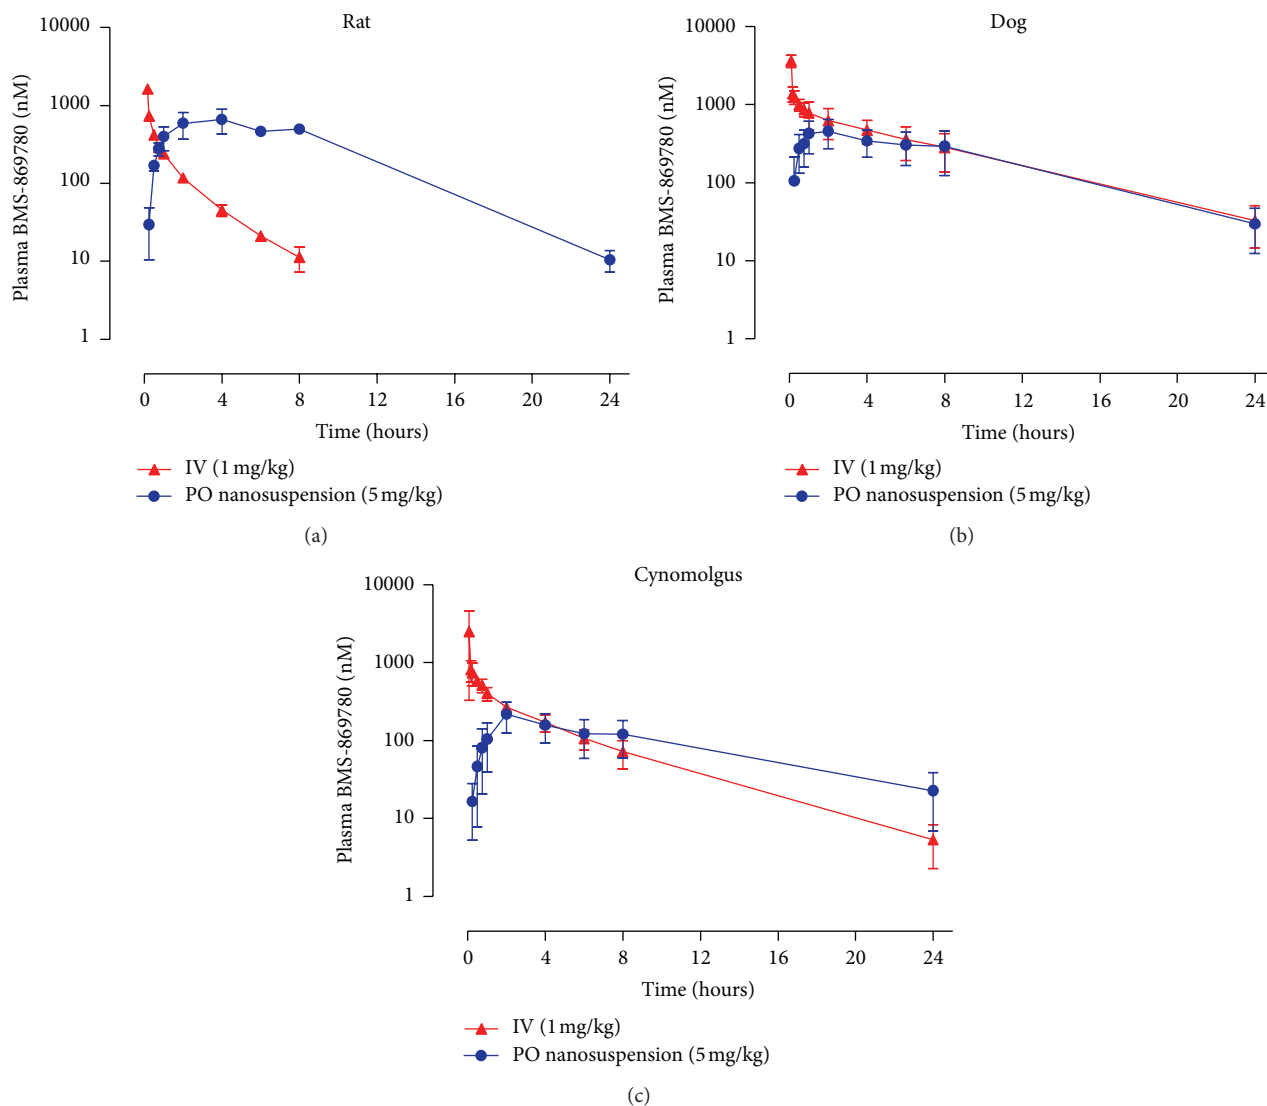 Rat
10000
1000
100
10
1
Plasma BMS-869780 (nM)
0 4 8 12 16 20 24
Time (hours)
IV (1 mg/kg)
PO nanosuspension (5 mg/kg)
(a)
Dog
10000
1000
100
10
1
Plasma BMS-869780 (nM)
0 4 8 12 16 20 24
Time (hours)
IV (1 mg/kg)
PO nanosuspension (5 mg/kg)
(b)
Cynomolgus
10000
1000
100
10
1
Plasma BMS-869780 (nM)
0 4 8 12 16 20 24
Time (hours)
IV (1 mg/kg)
PO nanosuspension (5 mg/kg)
(c)